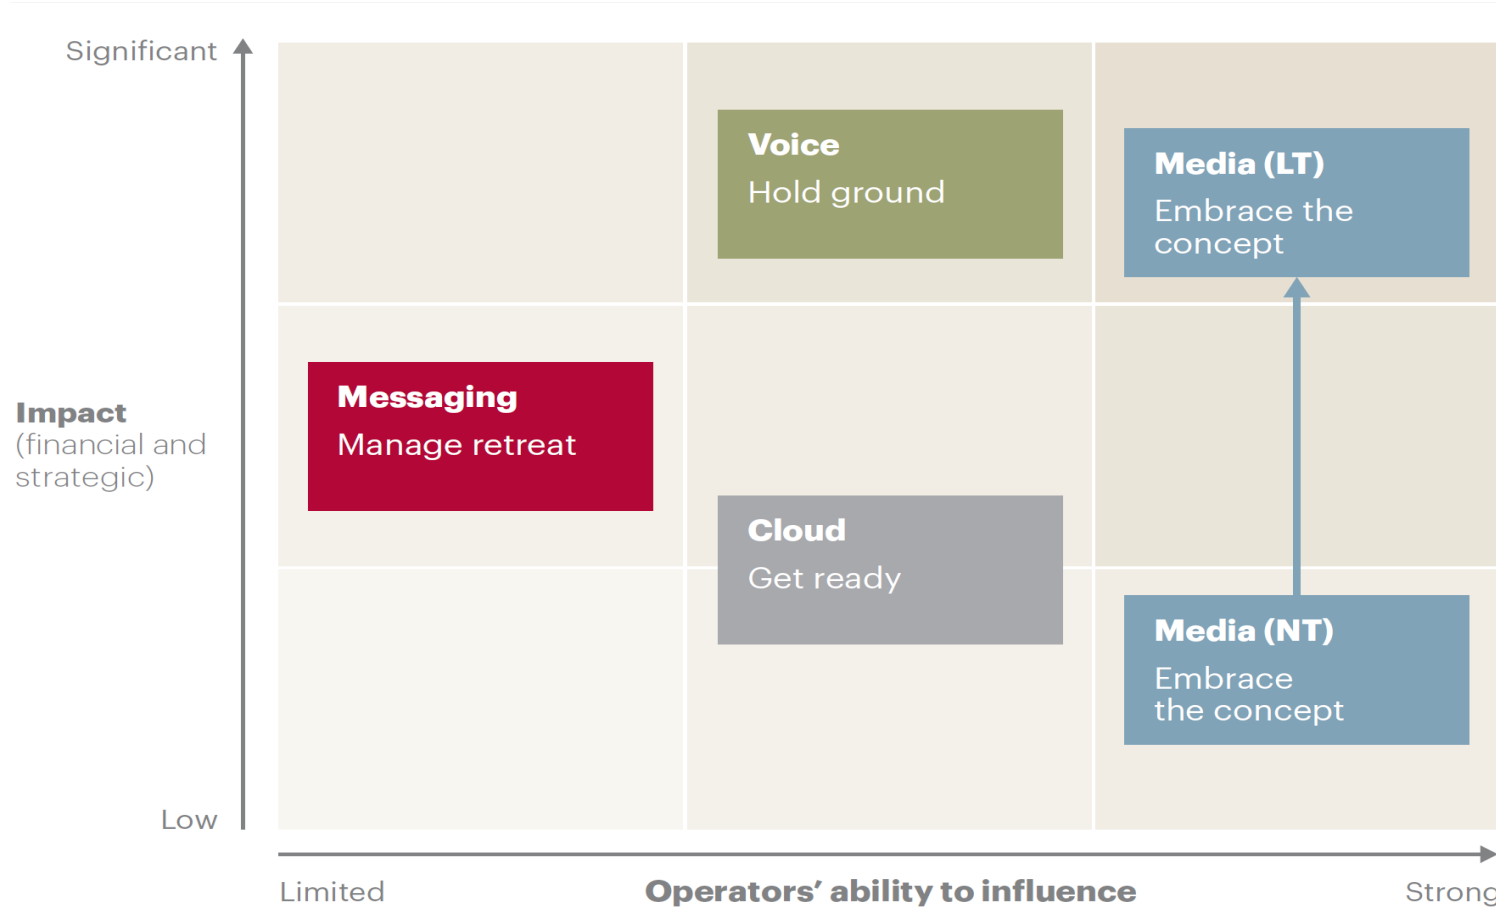 Significant
Voice
Hold ground
Media (LT)
Embrace the
concept
Impact
(financial and
strategic)
Messaging
Manage retreat
Cloud
Get ready
Media (NT)
Embrace
the concept
Low
Limited
Operators’ ability to influence
Strong